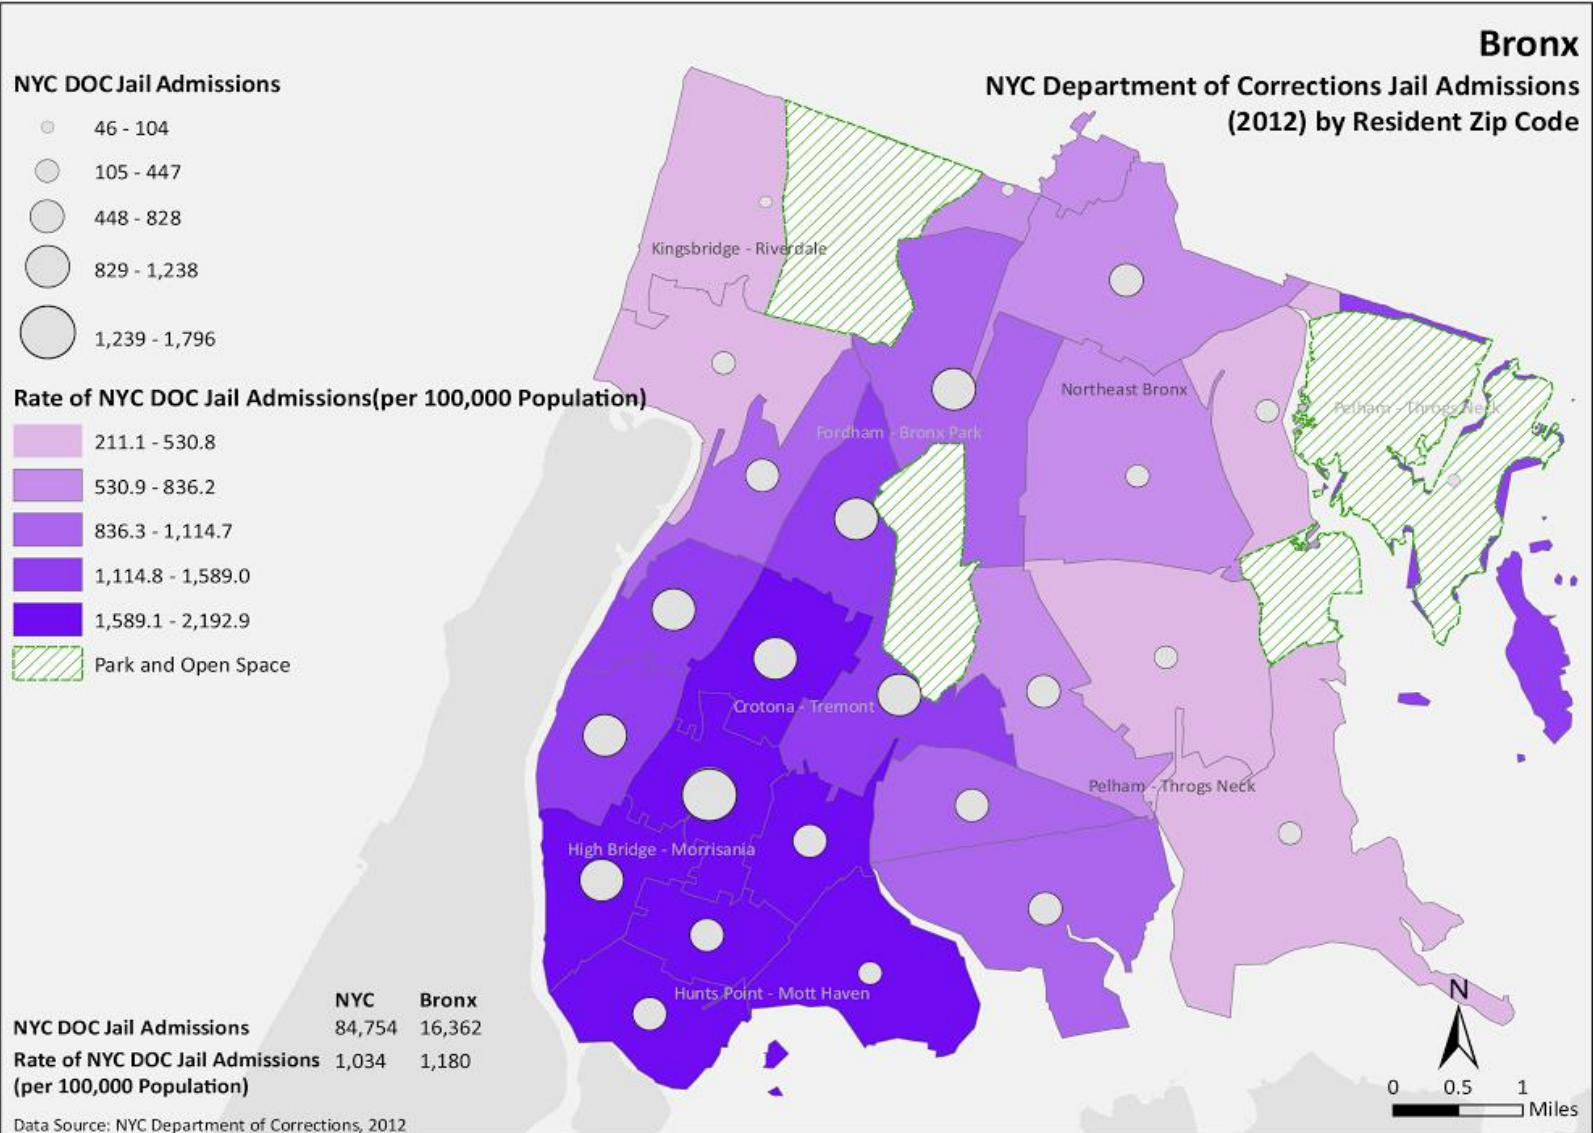 Bronx
NYC Department of Corrections Jail Admissions
(2012) by Resident Zip Code
NYC DOC Jail Admissions
46 - 104
105 - 447
448 - 828
829 - 1,238
1,239 - 1,796
Rate of NYC DOC Jail Admissions(per 100,000 Population)
211.1 - 530.8
530.9 - 836.2
836.3 - 1,114.7
1,114.8 - 1,589.0
1,589.1 - 2,192.9
Park and Open Space
Kingsbridge - Riverdale
Northeast Bronx
Pelham - Throgs Neck
Fordham - Bronx Park
Crotona - Tremont
Pelham - Throgs Neck
High Bridge - Morrisania
Hunts Point - Mott Haven
NYC Bronx
NYC DOC Jail Admissions 84,754 16,362
Rate of NYC DOC Jail Admissions 1,034 1,180
(per 100,000 Population)
Data Source: NYC Department of Corrections, 2012
N
0 0.5 1
Miles